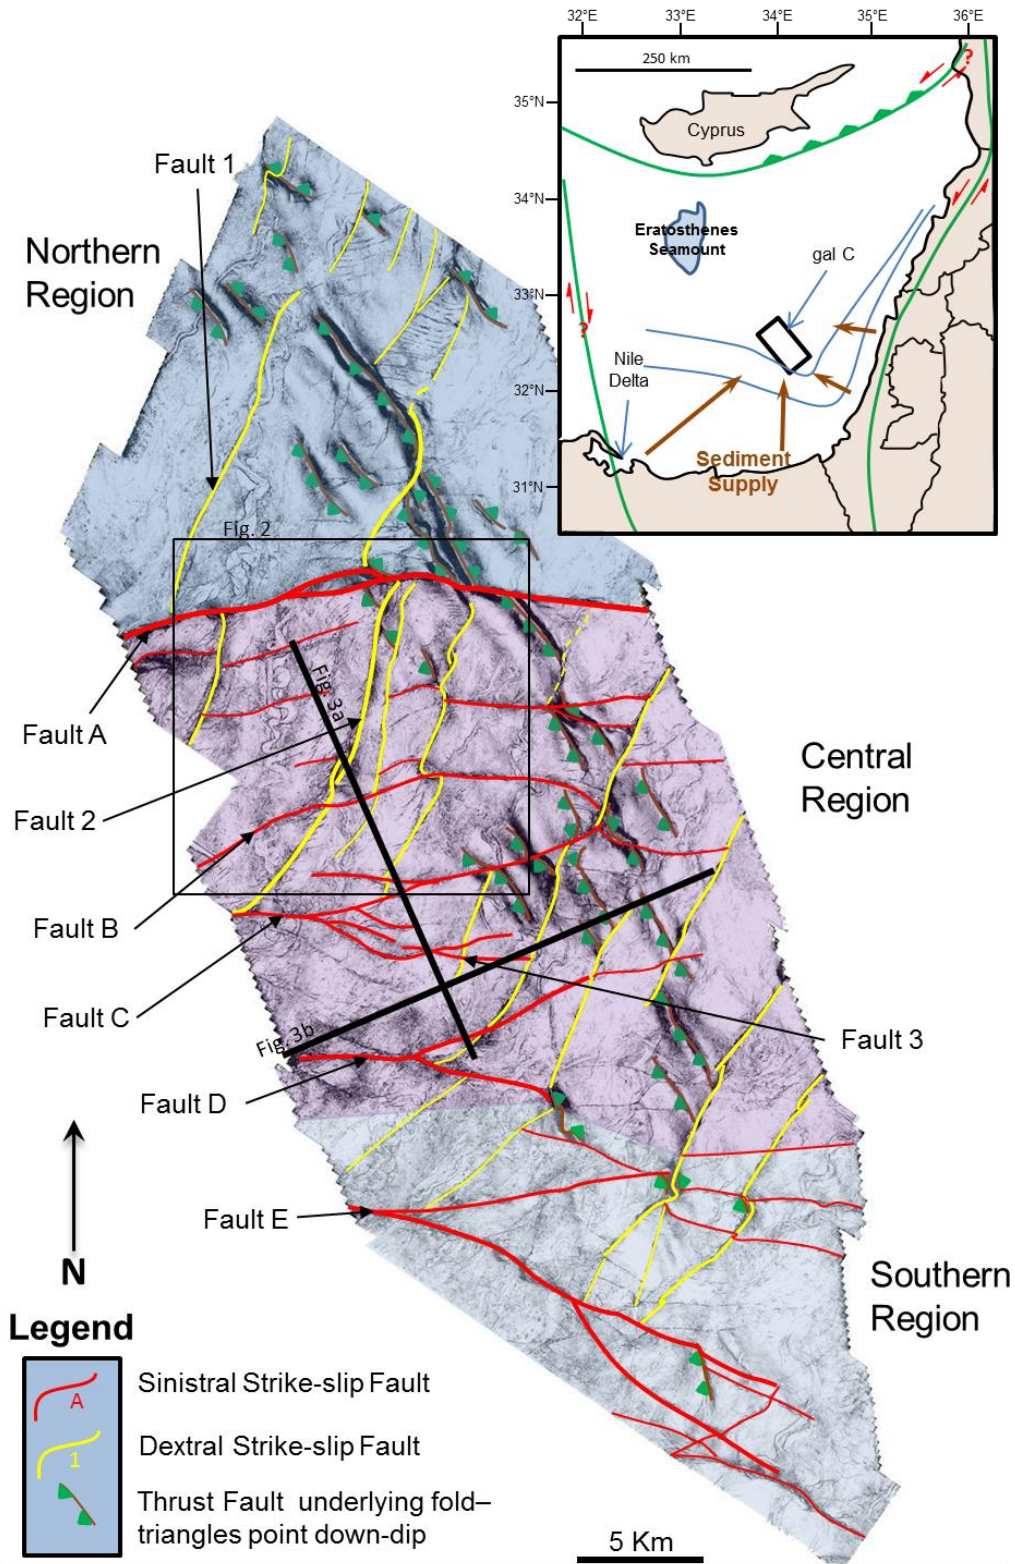 32°E
33°E
34°E
35°E
36°E
250 km
?
35°N
Cyprus
34°N
Eratosthenes
Seamount
gal C
33°N
?
Nile
Delta
32°N
Sediment
Supply
31°N
Fault 1
Northern
Region
Fig. 2
Fig. 3a
Fault A
Central
Region
Fault 2
Fault B
Fault C
Fig. 3b
Fault 3
Fault D
Fault E
N
Southern
Region
Legend
A
Sinistral Strike-slip Fault
1
Dextral Strike-slip Fault
Thrust Fault underlying fold–
triangles point down-dip
5 Km